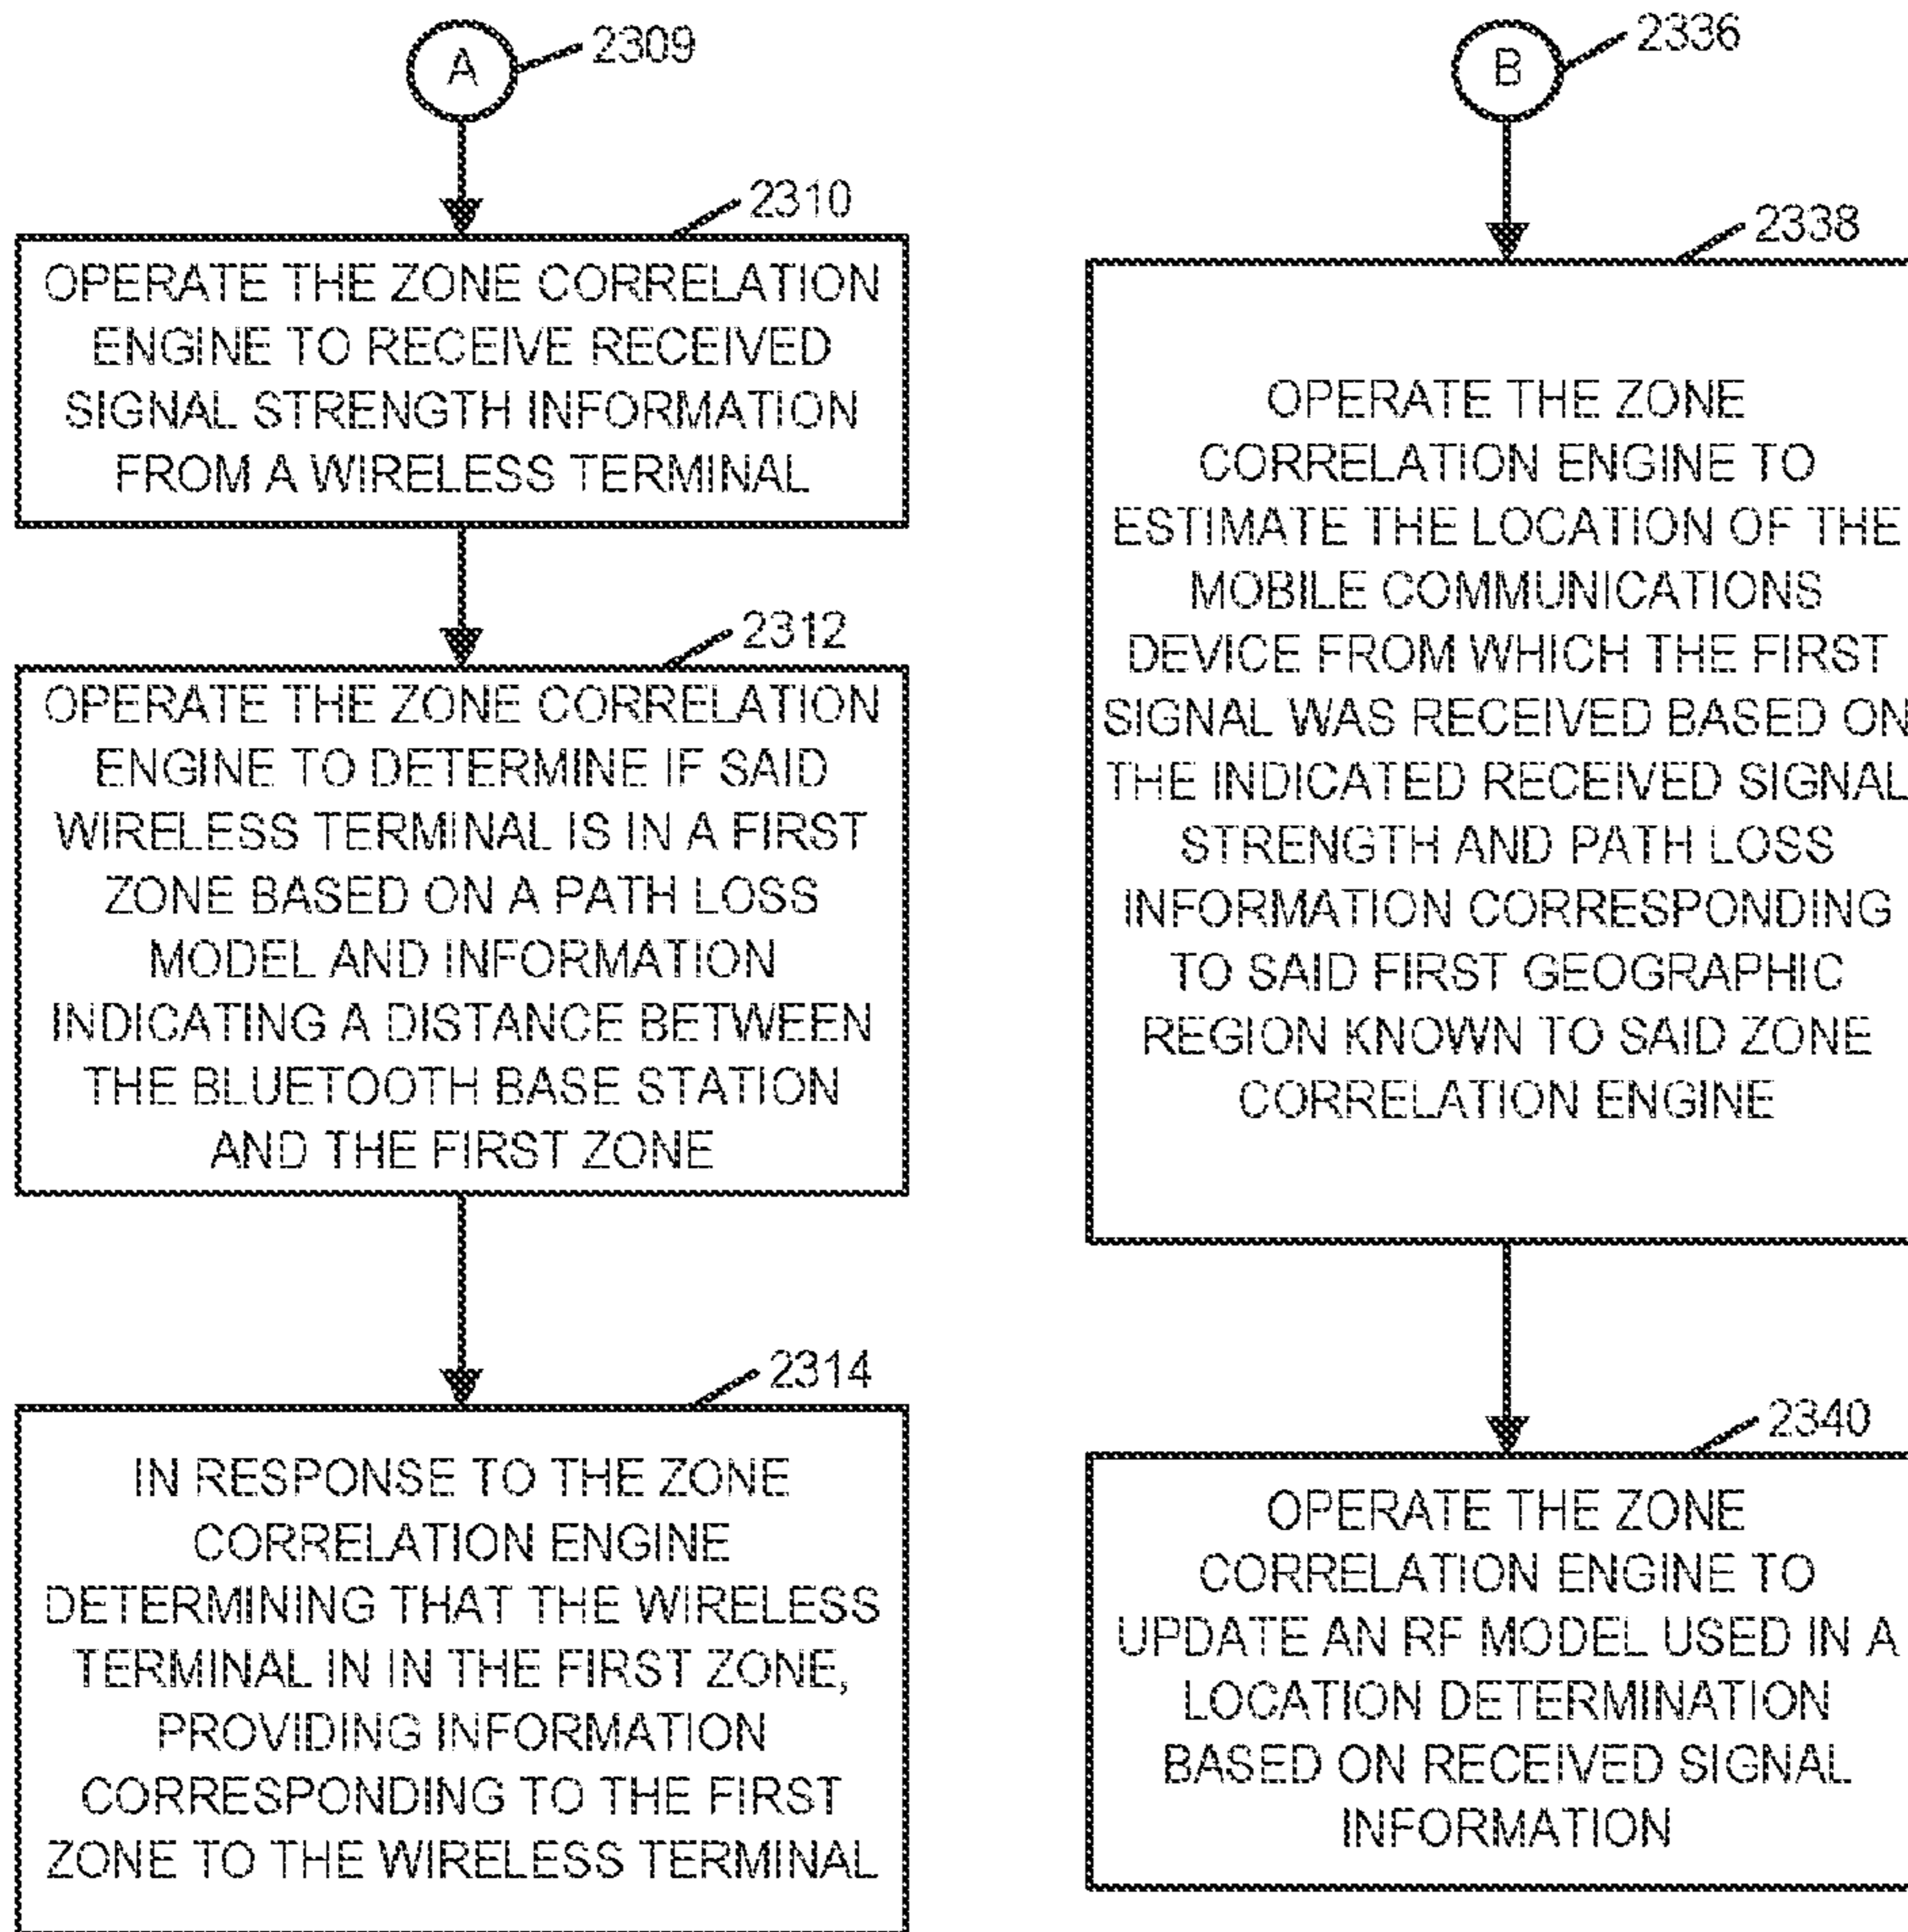 A
2309
2310
OPERATE THE ZONE CORRELATION
ENGINE TO RECEIVE RECEIVED
SIGNAL STRENGTH INFORMATION
FROM A WIRELESS TERMINAL
2312
OPERATE THE ZONE CORRELATION
ENGINE TO DETERMINE IF SAID
WIRELESS TERMINAL IS IN A FIRST
ZONE BASED ON A PATH LOSS
MODEL AND INFORMATION
INDICATING A DISTANCE BETWEEN
THE BLUETOOTH BASE STATION
AND THE FIRST ZONE
2314
IN RESPONSE TO THE ZONE
CORRELATION ENGINE
DETERMINING THAT THE WIRELESS
TERMINAL IN IN THE FIRST ZONE,
PROVIDING INFORMATION
CORRESPONDING TO THE FIRST
ZONE TO THE WIRELESS TERMINAL
B
2336
2338
OPERATE THE ZONE
CORRELATION ENGINE TO
ESTIMATE THE LOCATION OF THE
MOBILE COMMUNICATIONS
DEVICE FROM WHICH THE FIRST
SIGNAL WAS RECEIVED BASED ON
THE INDICATED RECEIVED SIGNAL
STRENGTH AND PATH LOSS
INFORMATION CORRESPONDING
TO SAID FIRST GEOGRAPHIC
REGION KNOWN TO SAID ZONE
CORRELATION ENGINE
2340
OPERATE THE ZONE
CORRELATION ENGINE TO
UPDATE AN RF MODEL USED IN A
LOCATION DETERMINATION
BASED ON RECEIVED SIGNAL
INFORMATION